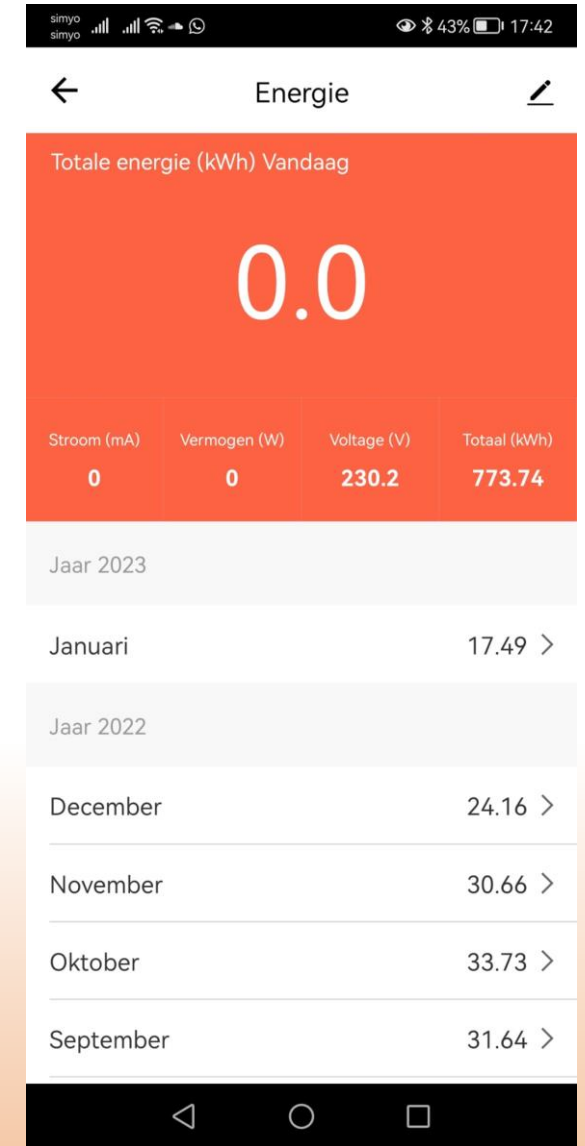 simyo
simyo
43% 17:42
Energie
Totale energie (kWh) Vandaag
0.0
Stroom (mA) Vermogen (W) Voltage (V) Totaal (kWh)
0 0 230.2 773.74
Jaar 2023
Januari 17.49
Jaar 2022
December 24.16
November 30.66
Oktober 33.73
September 31.64